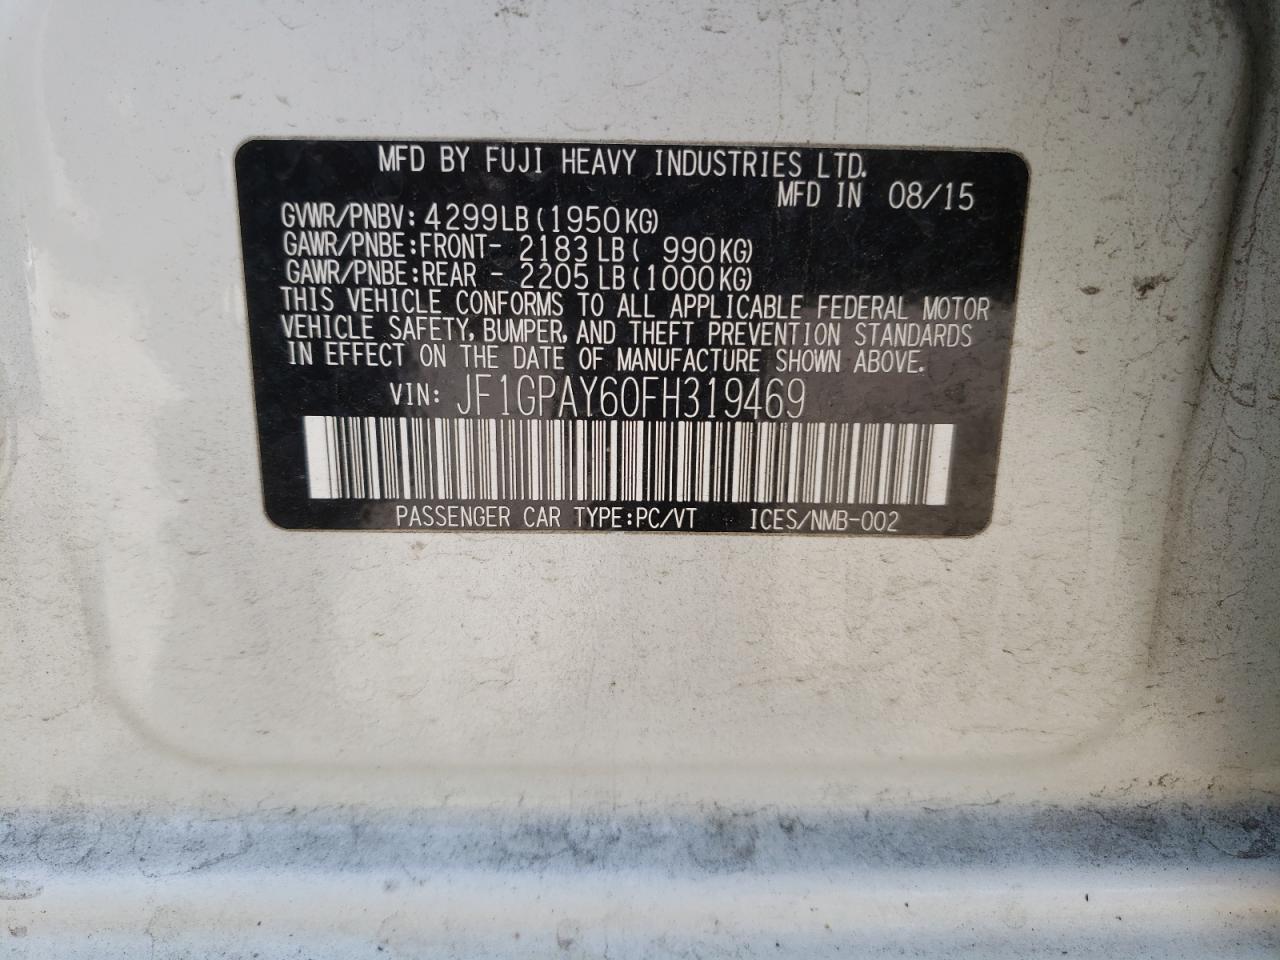 MFD BY FUJI HEAVY INDUSTRIES LTD.
MFD IN 08/15
GVWR/PNBV: 4299LB (1950KG)
GAWR/PNBE:FRONT- 2183 LB ( 990KG)
GAWR/PNBE:REAR - 2205 LB (1000KG)
THIS VEHICLE CONFORMS TO ALL APPLICABLE FEDERAL MOTOR
VEHICLE SAFETY, BUMPER, AND THEFT PREVENTION STANDARDS
IN EFFECT ON THE DATE OF MANUFACTURE SHOWN ABOVE.
VIN: JF1GPAY60FH319469
PASSENGER CAR TYPE:PC/VT ICES/NMB-002